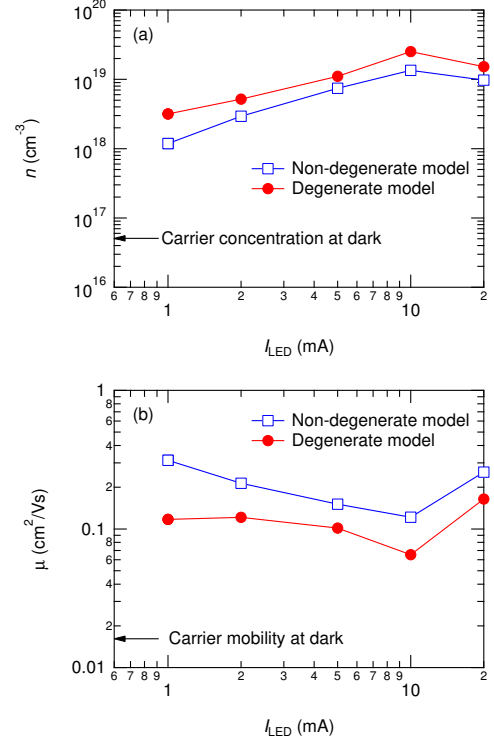 (a)
10^20
10^19
10^18
10^17
10^16
n (cm^-3)
Non-degenerate model
Degenerate model
Carrier concentration at dark
6 7 8 9 1 2 3 4 5 6 7 8 9 10 2
I_LED (mA)
(b)
1
8
6
4
2
0.1
8
6
4
2
0.01
μ (cm^2/Vs)
Non-degenerate model
Degenerate model
Carrier mobility at dark
6 7 8 9 1 2 3 4 5 6 7 8 9 10 2
I_LED (mA)